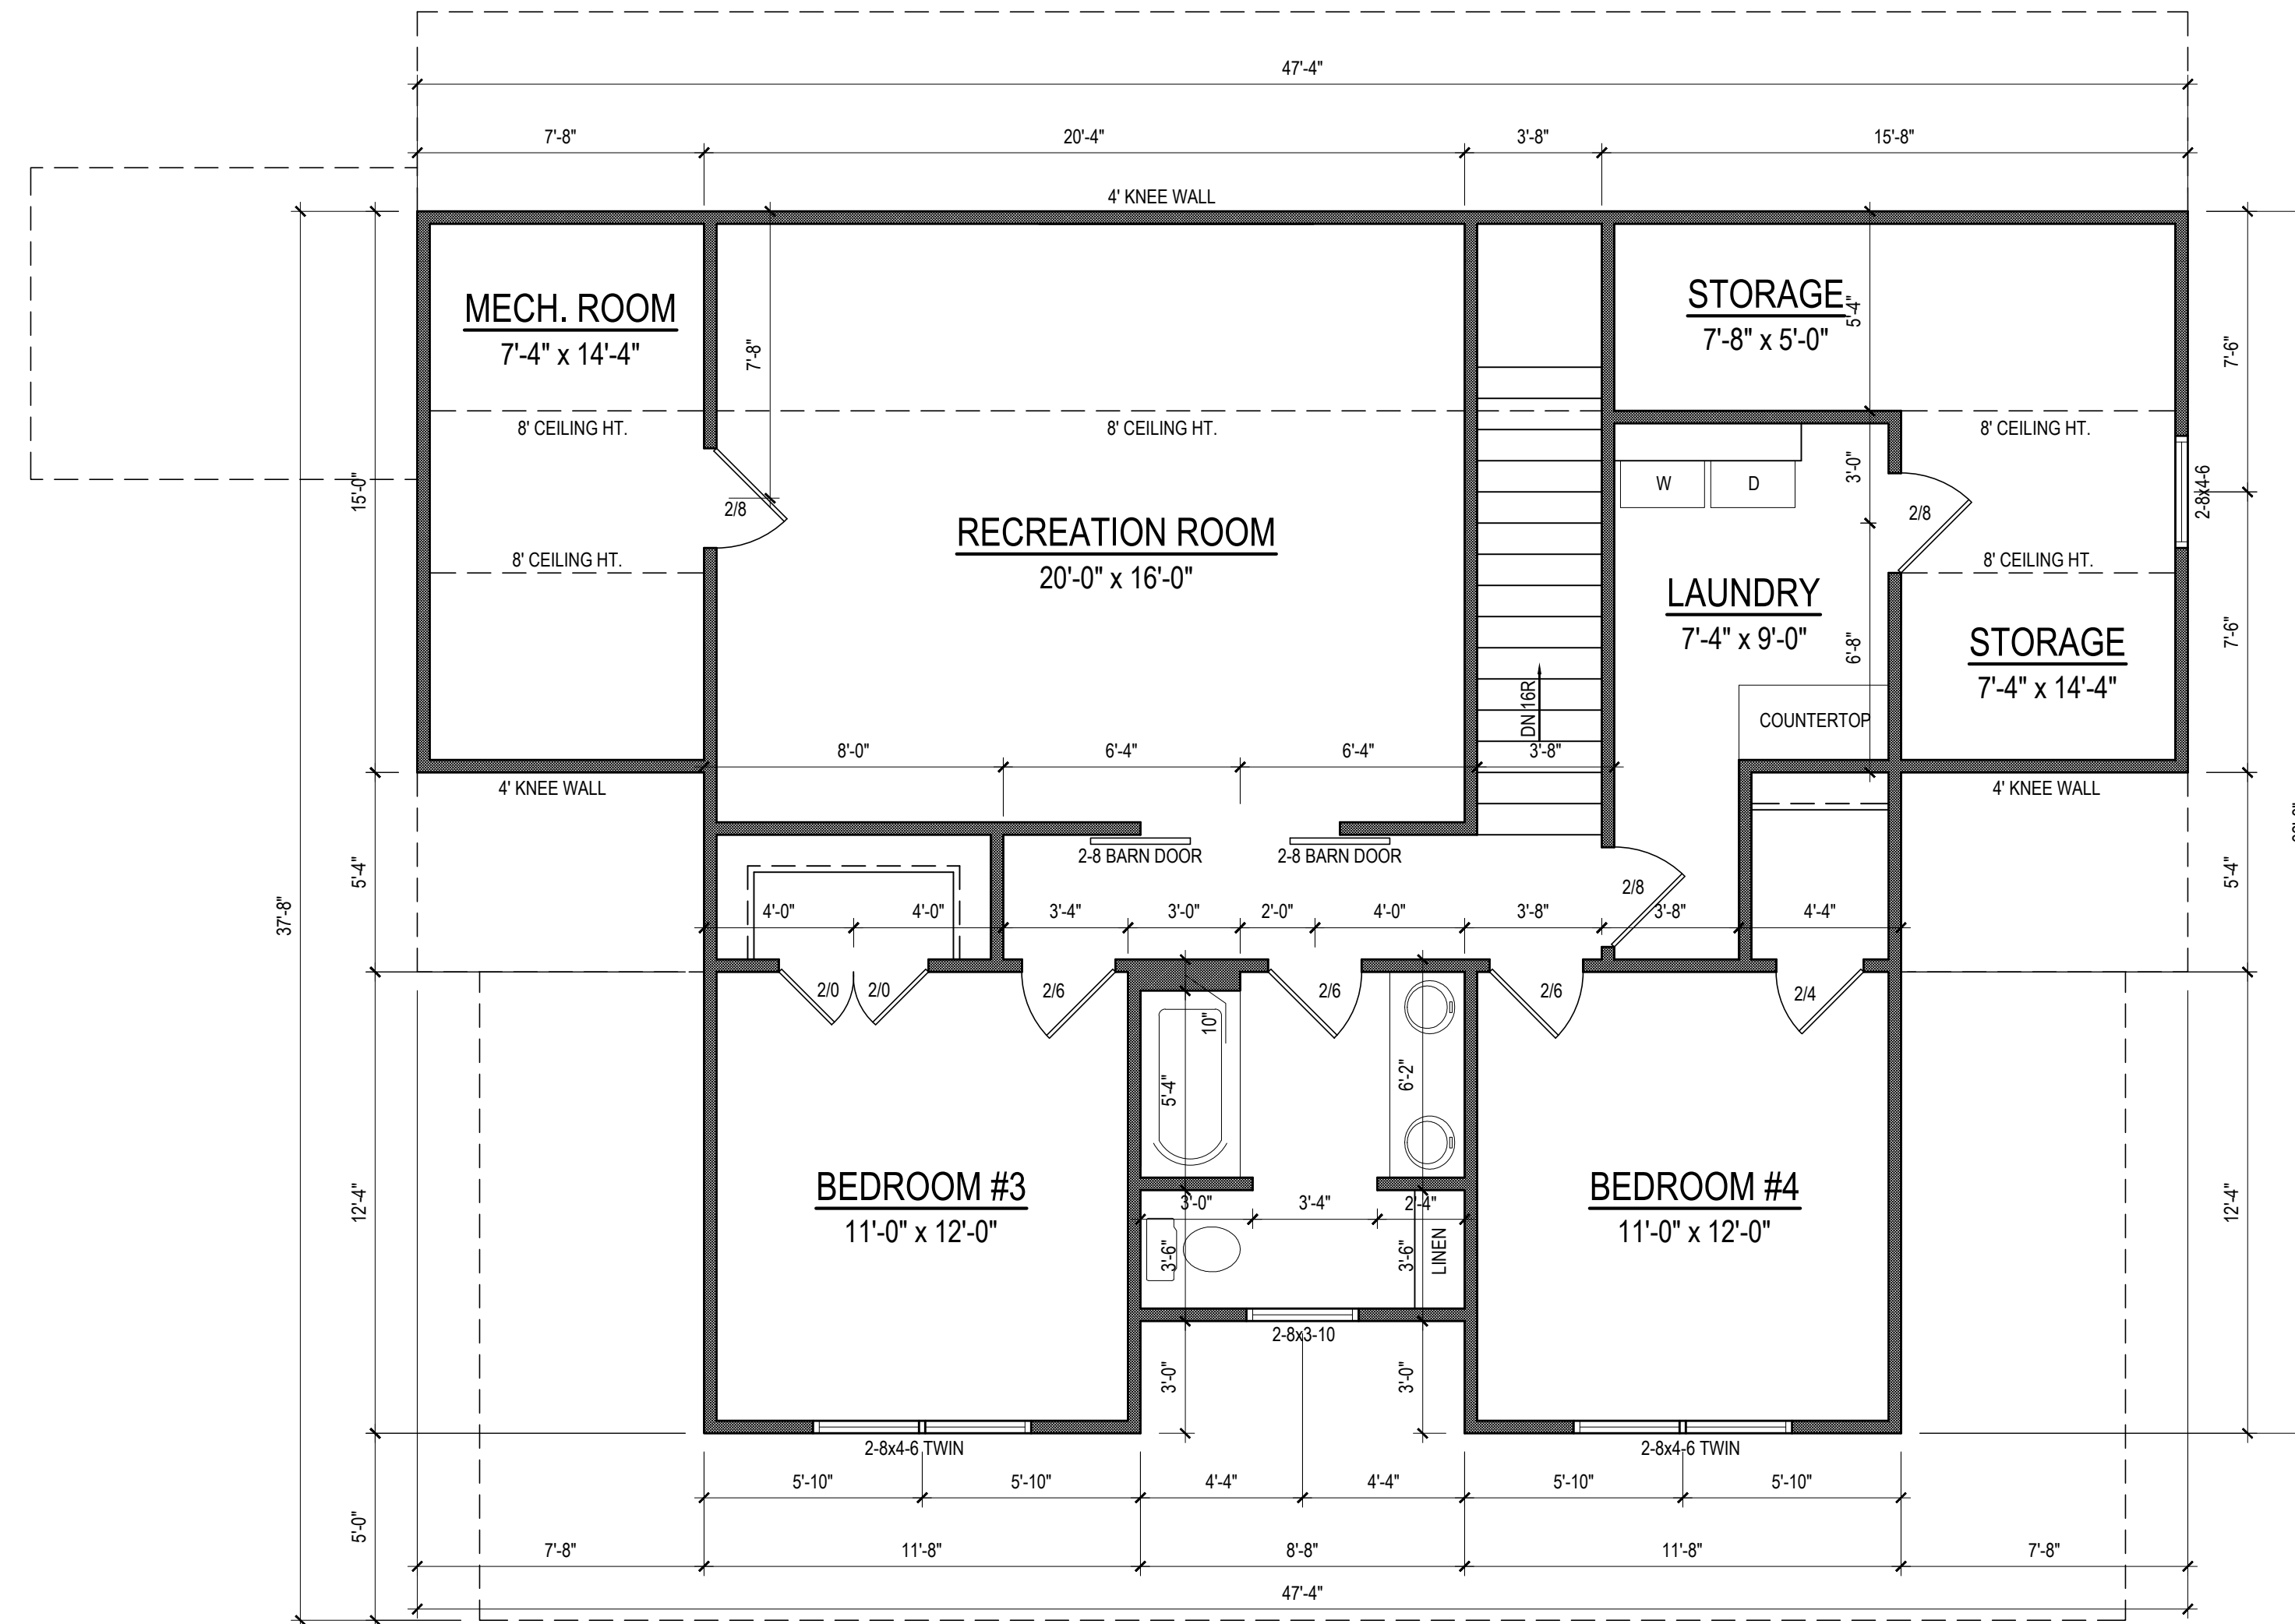 47'-4"
7'-8"
20'-4"
3'-8"
15'-8"
4' KNEE WALL
MECH. ROOM
7'-4" x 14'-4"
7'-8"
STORAGE
7'-8" x 5'-0"
5'-4"
7'-6"
8' CEILING HT.
8' CEILING HT.
8' CEILING HT.
15'-0"
2/8
RECREATION ROOM
20'-0" x 16'-0"
W
D
3'-0"
2/8
2-8x4-6
8' CEILING HT.
8' CEILING HT.
LAUNDRY
7'-4" x 9'-0"
6'-8"
STORAGE
7'-4" x 14'-4"
7'-6"
DN 16R
COUNTERTOP
8'-0"
6'-4"
6'-4"
3'-8"
4' KNEE WALL
4' KNEE WALL
2-8 BARN DOOR
2-8 BARN DOOR
5'-4"
5'-4"
37'-8"
2/8
4'-0"
4'-0"
3'-4"
3'-0"
2'-0"
4'-0"
3'-8"
3'-8"
4'-4"
2/0
2/0
2/6
2/6
2/6
2/4
10"
5'-4"
6'-2"
12'-4"
BEDROOM #3
11'-0" x 12'-0"
3'-0"
3'-4"
2'-4"
3'-6"
3'-6"
LINEN
BEDROOM #4
11'-0" x 12'-0"
12'-4"
2-8x3-10
3'-0"
3'-0"
2-8x4-6 TWIN
2-8x4-6 TWIN
5'-10"
5'-10"
4'-4"
4'-4"
5'-10"
5'-10"
5'-0"
7'-8"
11'-8"
8'-8"
11'-8"
7'-8"
47'-4"